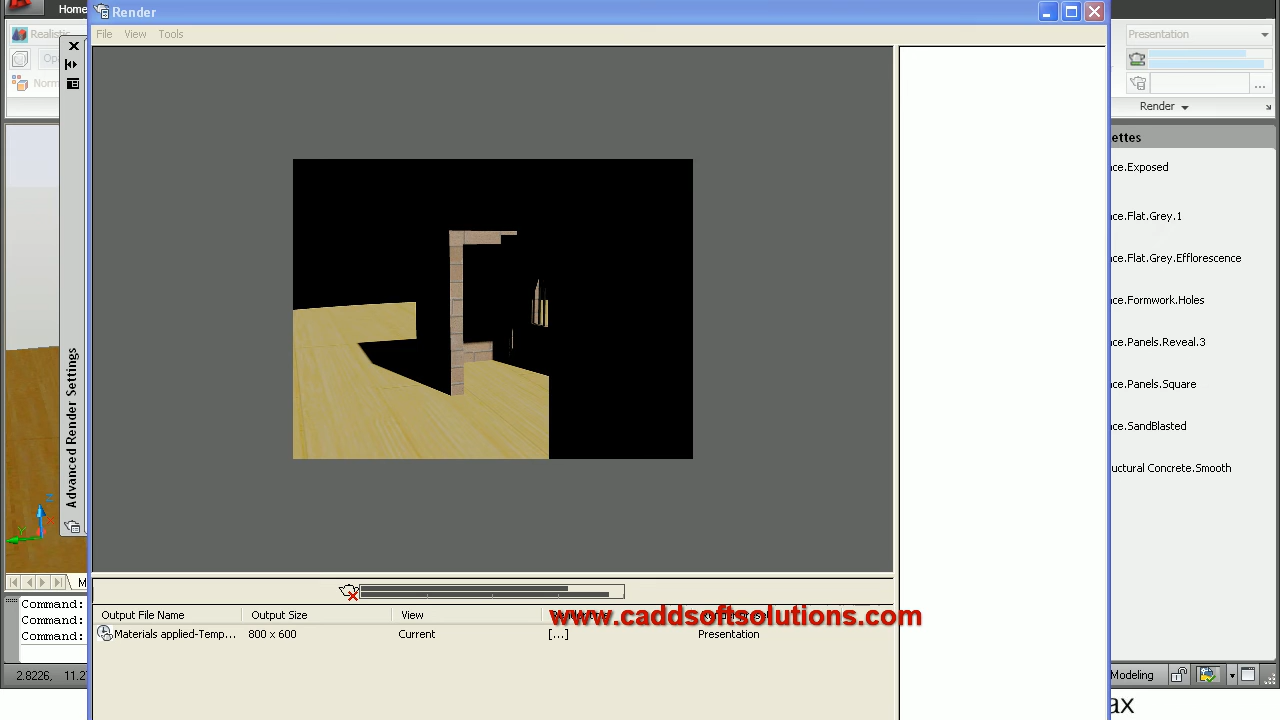 Home
Render
File View Tools
Realistic
Presentation
Render
Advanced Render Settings
ettes
ce.Exposed
ce.Flat.Grey.1
ce.Flat.Grey.Efflorescence
ce.Formwork.Holes
ce.Panels.Reveal.3
ce.Panels.Square
ce.SandBlasted
uctural Concrete.Smooth
Z
Y
M
Command:
Command:
Command:
Output File Name Output Size View
www.caddsoftsolutions.com
Materials applied-Temp... 800 x 600 Current [...] Presentation
2.8226, 11.27
Modeling
ax